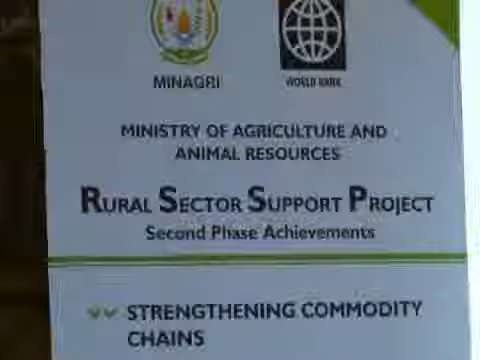 MINAGRI
WORLD BANK
MINISTRY OF AGRICULTURE AND
ANIMAL RESOURCES
RURAL SECTOR SUPPORT PROJECT
Second Phase Achievements
STRENGTHENING COMMODITY
CHAINS